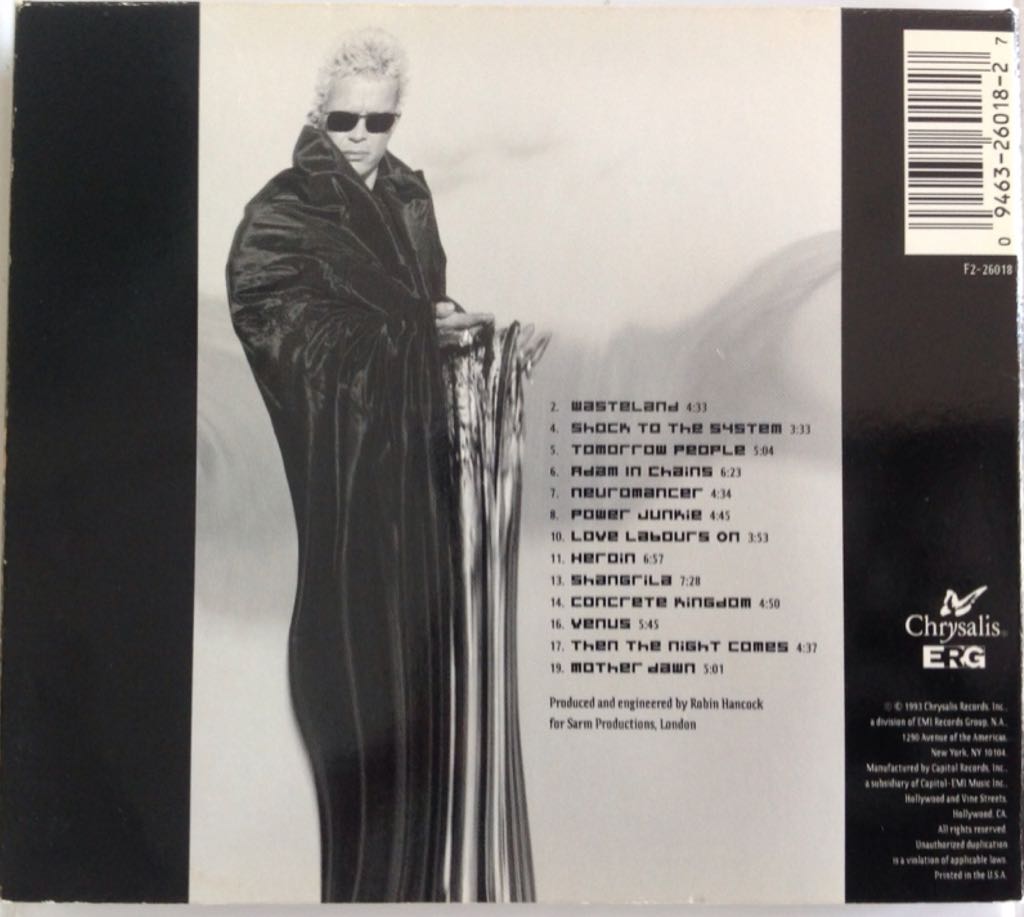 0 9463-26018-2 7
F2-26018
2. WASTELAND 4:33
4. SHOCK TO THE SYSTEM 3:33
5. TOMORROW PEOPLE 5:04
6. ADAM IN CHAINS 6:23
7. NEUROMANCER 4:34
8. POWER JUNKIE 4:45
10. LOVE LABOURS ON 3:53
11. HEROIN 6:57
13. SHANGRILA 7:28
14. CONCRETE KINGDOM 4:50
16. VENUS 5:45
17. THEN THE NIGHT COMES 4:37
19. MOTHER DAWN 5:01
Produced and engineered by Robin Hancock
for Sarm Productions, London
Chrysalis®
ERG
℗ © 1993 Chrysalis Records, Inc.,
a division of EMI Records Group, N.A.,
1290 Avenue of the Americas,
New York, NY 10104.
Manufactured by Capitol Records, Inc.,
a subsidiary of Capitol-EMI Music Inc.,
Hollywood and Vine Streets,
Hollywood, CA.
All rights reserved.
Unauthorized duplication
is a violation of applicable laws.
Printed in the U.S.A.